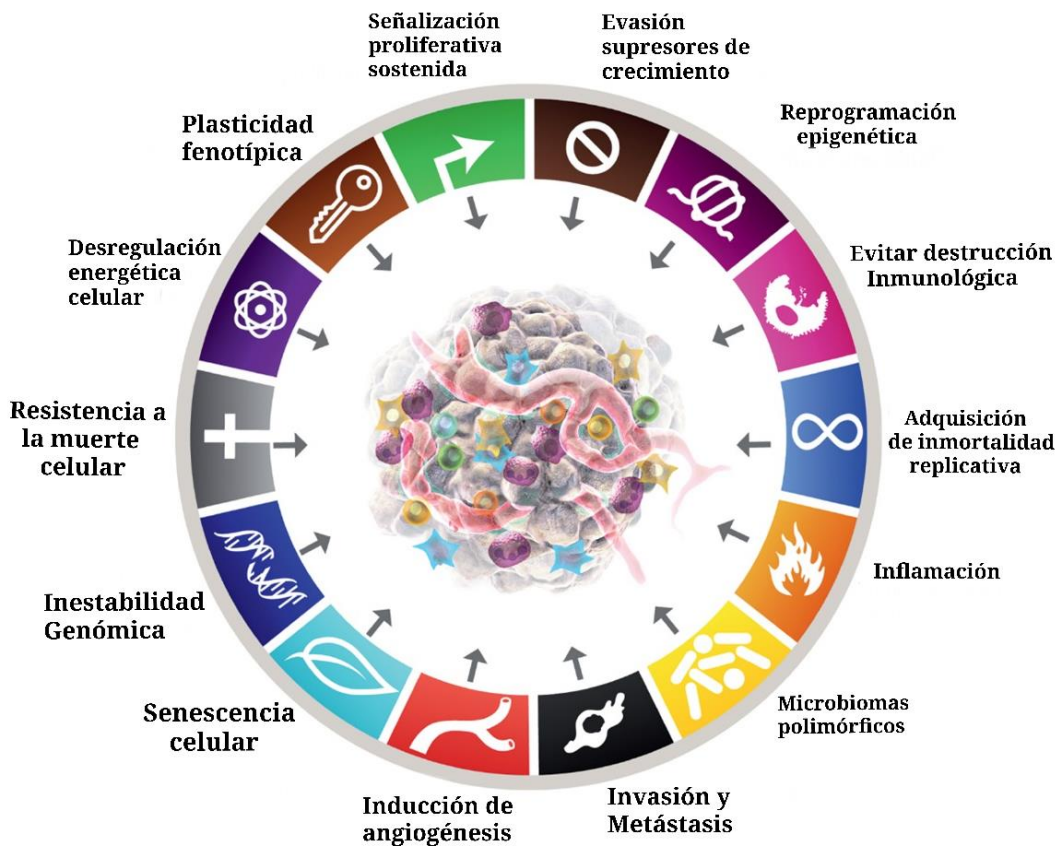 Señalización
proliferativa
sostenida
Evasión
supresores de
crecimiento
Reprogramación
epigenética
Evitar destrucción
Inmunológica
Adquisición
de inmortalidad
replicativa
Inflamación
Microbiomas
polimórficos
Invasión y
Metástasis
Inducción de
angiogénesis
Senescencia
celular
Inestabilidad
Genómica
Resistencia a
la muerte
celular
Desregulación
energética
celular
Plasticidad
fenotípica